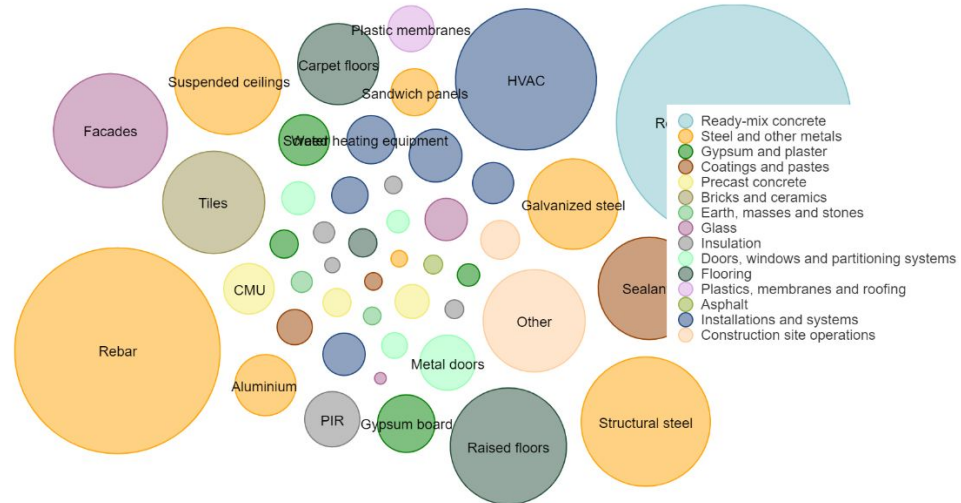 Plastic membranes
Carpet floors
Suspended ceilings
HVAC
Sandwich panels
Facades
Water heating equipment
Tiles
Galvanized steel
CMU
Other
Rebar
Metal doors
Aluminium
PIR
Gypsum board
Structural steel
Raised floors
Ready-mix concrete
Steel and other metals
Gypsum and plaster
Coatings and pastes
Precast concrete
Bricks and ceramics
Earth, masses and stones
Glass
Insulation
Doors, windows and partitioning systems
Flooring
Plastics, membranes and roofing
Asphalt
Installations and systems
Construction site operations